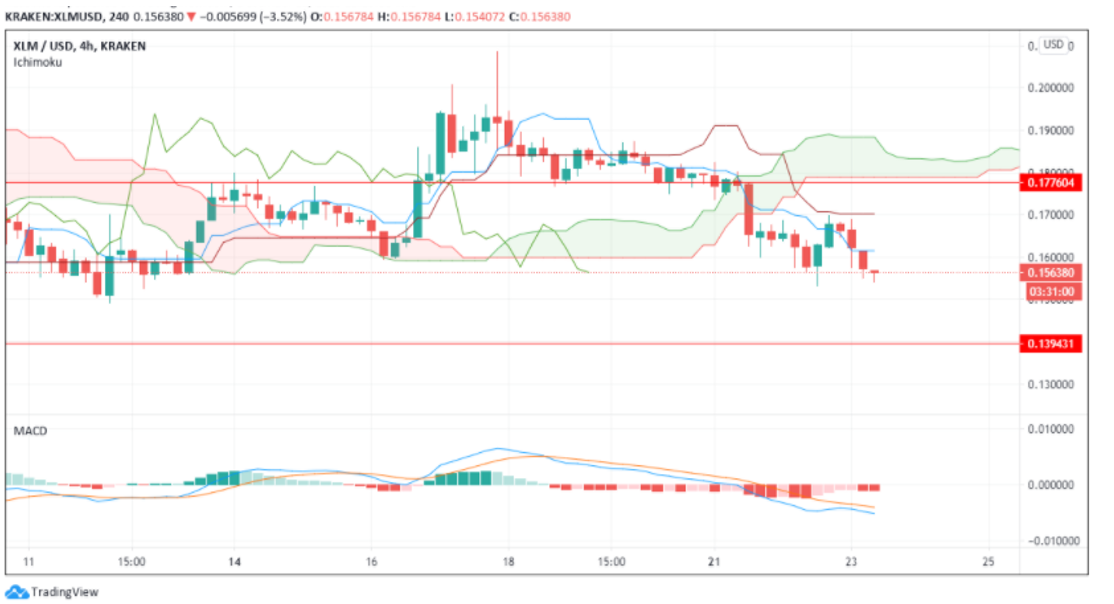 KRAKEN:XLMUSD, 240 0.156380 ▼ −0.005699 (−3.52%) O:0.156784 H:0.156784 L:0.154072 C:0.156380
XLM / USD, 4h, KRAKEN
Ichimoku
USD
0.200000
0.190000
0.177604
0.170000
0.160000
0.156380
03:31:00
0.139431
0.130000
MACD
0.010000
0.000000
−0.010000
11 15:00 14 16 18 15:00 21 23 25
TradingView